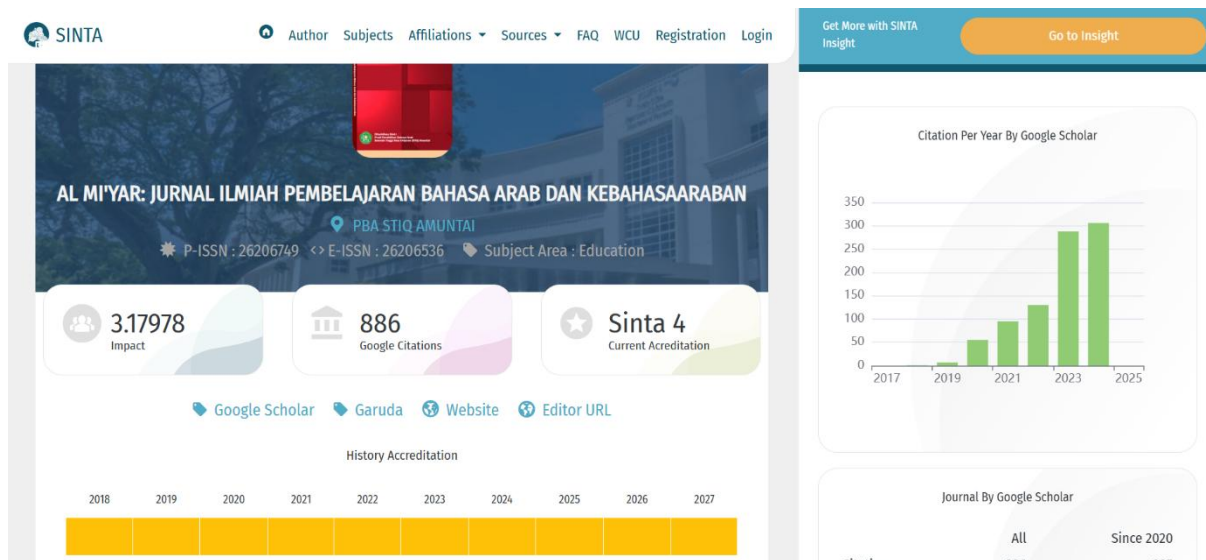 SINTA
Author Subjects Affiliations Sources FAQ WCU Registration Login
AL MI'YAR: JURNAL ILMIAH PEMBELAJARAN BAHASA ARAB DAN KEBAHASAARABAN
PBA STIQ AMUNTAI
P-ISSN : 26206749 <> E-ISSN : 26206536 Subject Area : Education
3.17978
Impact
886
Google Citations
Sinta 4
Current Acreditation
Google Scholar Garuda Website Editor URL
History Accreditation
2018 2019 2020 2021 2022 2023 2024 2025 2026 2027
Get More with SINTA
Insight
Go to Insight
Citation Per Year By Google Scholar
350
300
250
200
150
100
50
0
2017 2019 2021 2023 2025
Journal By Google Scholar
All Since 2020